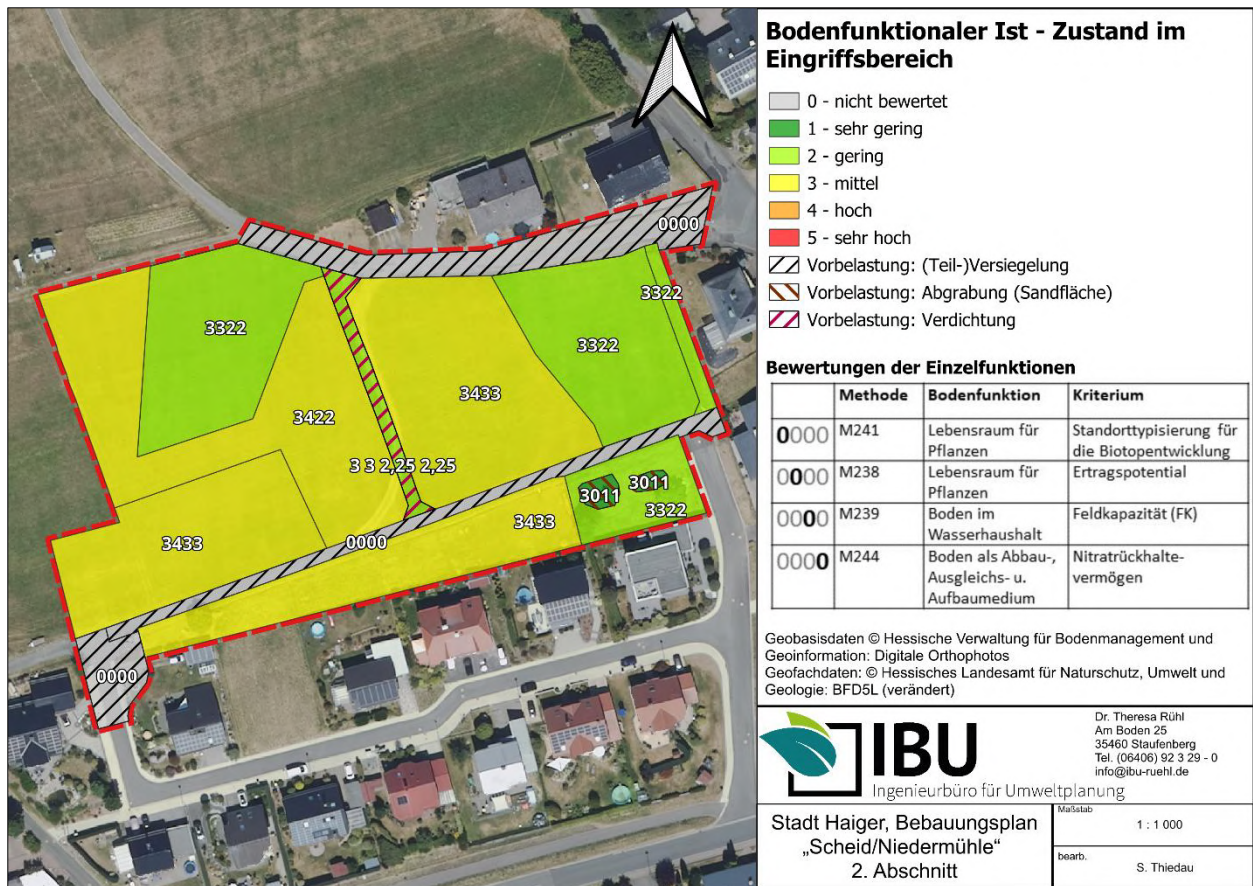 Bodenfunktionaler Ist - Zustand im
Eingriffsbereich
0 - nicht bewertet
1 - sehr gering
2 - gering
3 - mittel
4 - hoch
5 - sehr hoch
Vorbelastung: (Teil-)Versiegelung
Vorbelastung: Abgrabung (Sandfläche)
Vorbelastung: Verdichtung
Bewertungen der Einzelfunktionen
Methode Bodenfunktion Kriterium
0000 M241 Lebensraum für Standorttypisierung für
Pflanzen die Biotopentwicklung
0000 M238 Lebensraum für Ertragspotential
Pflanzen
0000 M239 Boden im Feldkapazität (FK)
Wasserhaushalt
0000 M244 Boden als Abbau-, Nitratrückhalte-
Ausgleichs- u. vermögen
Aufbaumedium
Geobasisdaten © Hessische Verwaltung für Bodenmanagement und
Geoinformation: Digitale Orthophotos
Geofachdaten: © Hessisches Landesamt für Naturschutz, Umwelt und
Geologie: BFD5L (verändert)
IBU
Ingenieurbüro für Umweltplanung
Dr. Theresa Rühl
Am Boden 25
35460 Staufenberg
Tel. (06406) 92 3 29 - 0
info@ibu-ruehl.de
Stadt Haiger, Bebauungsplan
„Scheid/Niedermühle"
2. Abschnitt
Maßstab
1 : 1 000
bearb.
S. Thiedau
0000
3322
3322
3322
3433
3422
3 3 2,25 2,25
3011
3011
3322
3433
3433
0000
0000